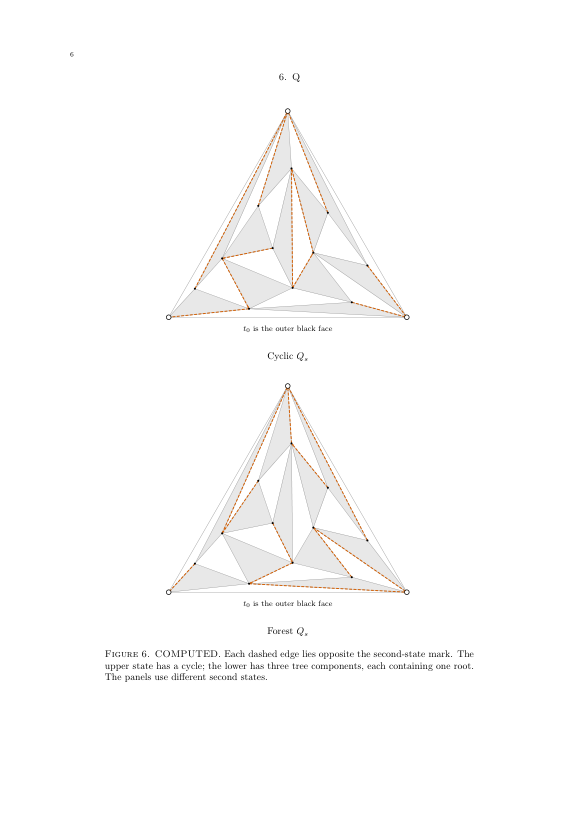 6
6. Q
t₀ is the outer black face
Cyclic Qₛ
t₀ is the outer black face
Forest Qₛ
FIGURE 6. COMPUTED. Each dashed edge lies opposite the second-state mark. The
upper state has a cycle; the lower has three tree components, each containing one root.
The panels use different second states.